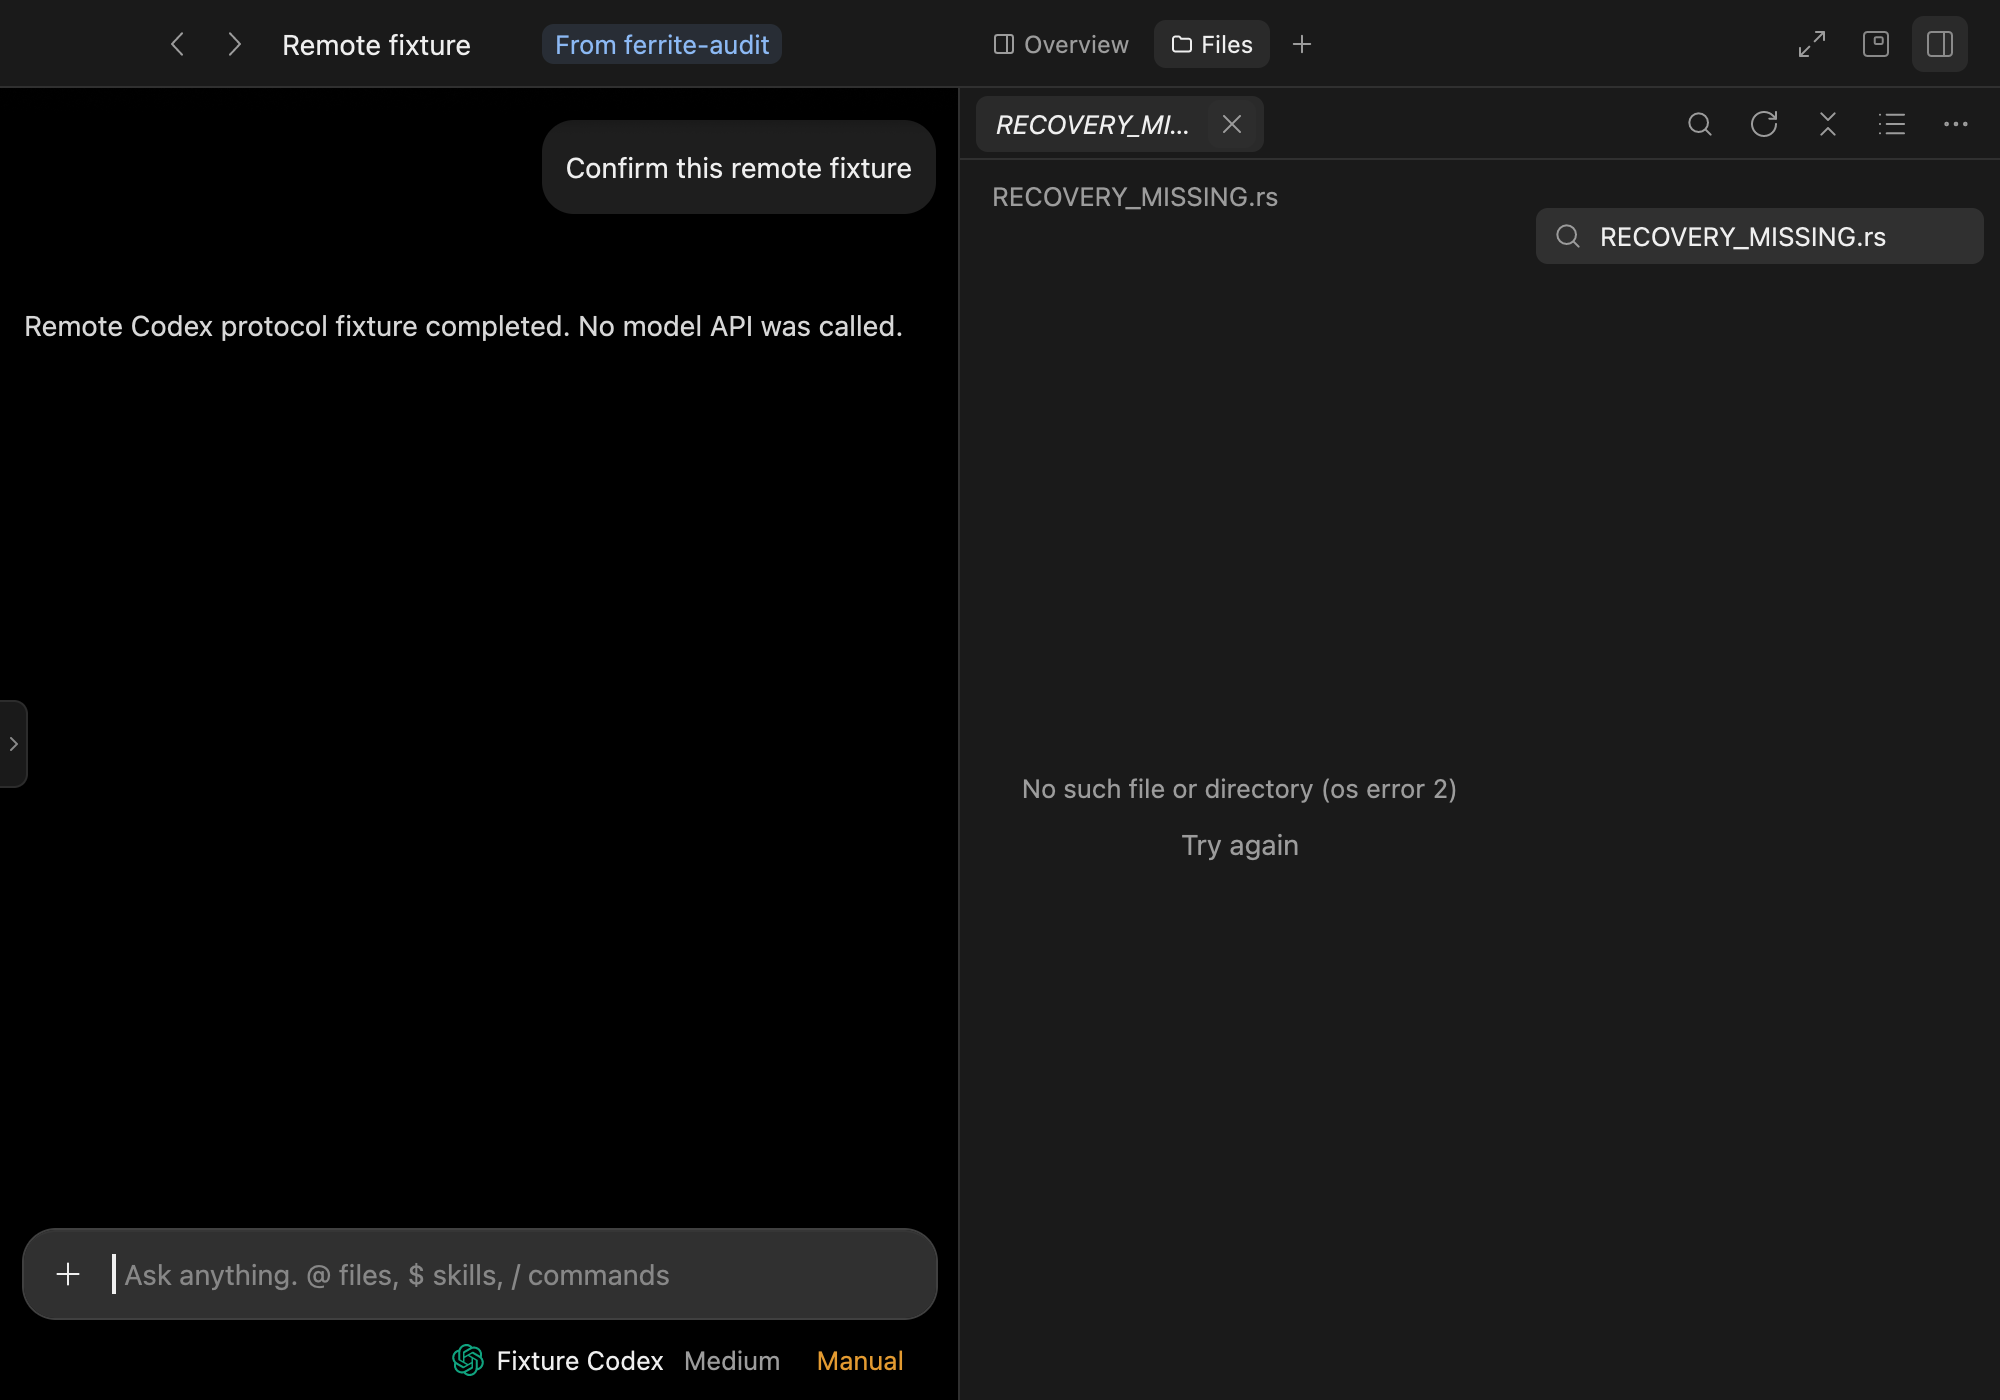 Remote fixture
From ferrite-audit
Overview
Files
Confirm this remote fixture
Remote Codex protocol fixture completed. No model API was called.
Ask anything. @ files, $ skills, / commands
Fixture Codex Medium Manual
RECOVERY_MI...
RECOVERY_MISSING.rs
RECOVERY_MISSING.rs
No such file or directory (os error 2)
Try again